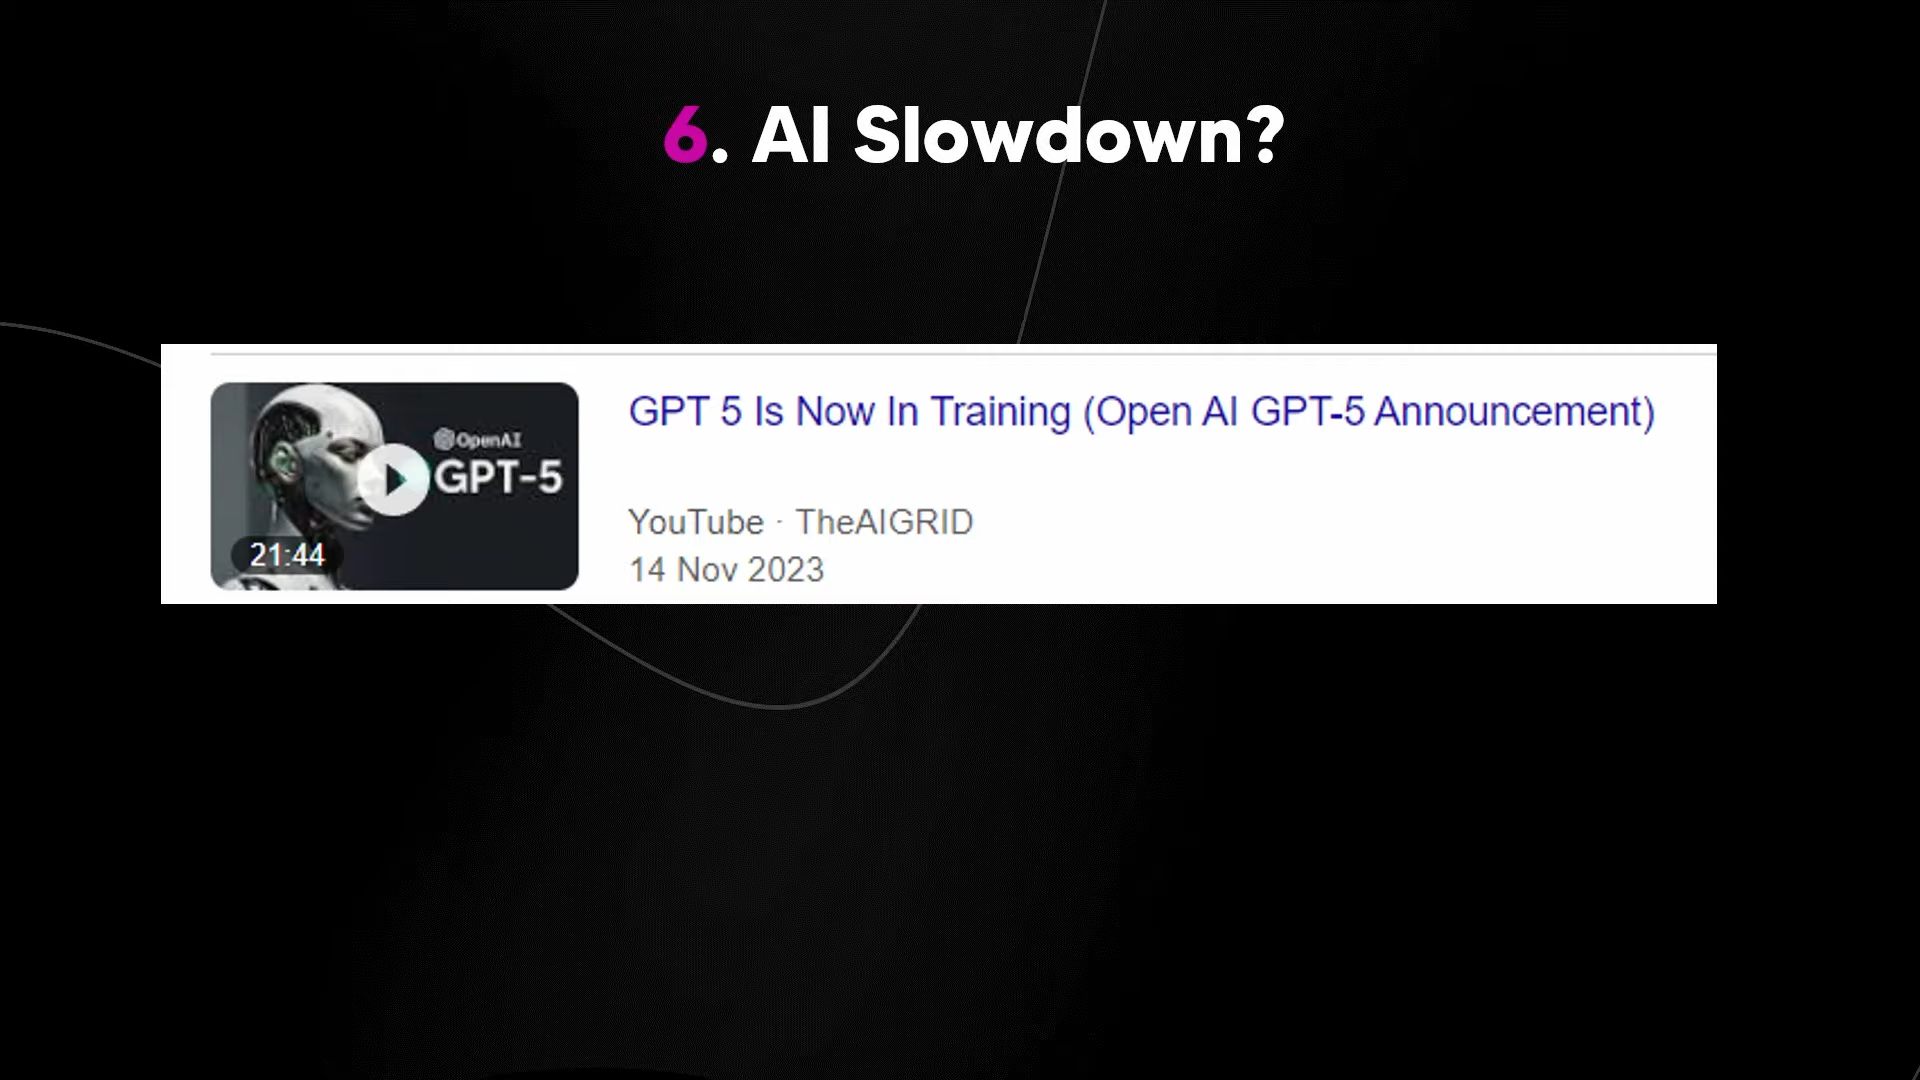 6. AI Slowdown?
GPT 5 Is Now In Training (Open AI GPT-5 Announcement)
OpenAI
GPT-5
YouTube · TheAIGRID
21:44
14 Nov 2023